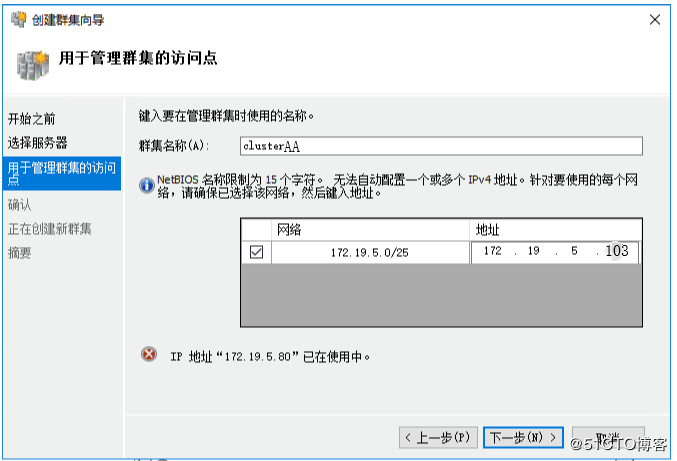 创建群集向导
用于管理群集的访问点
开始之前
选择服务器
用于管理群集的访问
点
确认
正在创建新群集
摘要
键入要在管理群集时使用的名称。
群集名称(A): clusterAA
NetBIOS 名称限制为 15 个字符。 无法自动配置一个或多个 IPv4 地址。针对要使用的每个网
络，请确保已选择该网络，然后键入地址。
网络 地址
172.19.5.0/25 172 . 19 . 5 . 103
IP 地址“172.19.5.80”已在使用中。
< 上一步(P) 下一步(N) > 取消
@51CTO博客